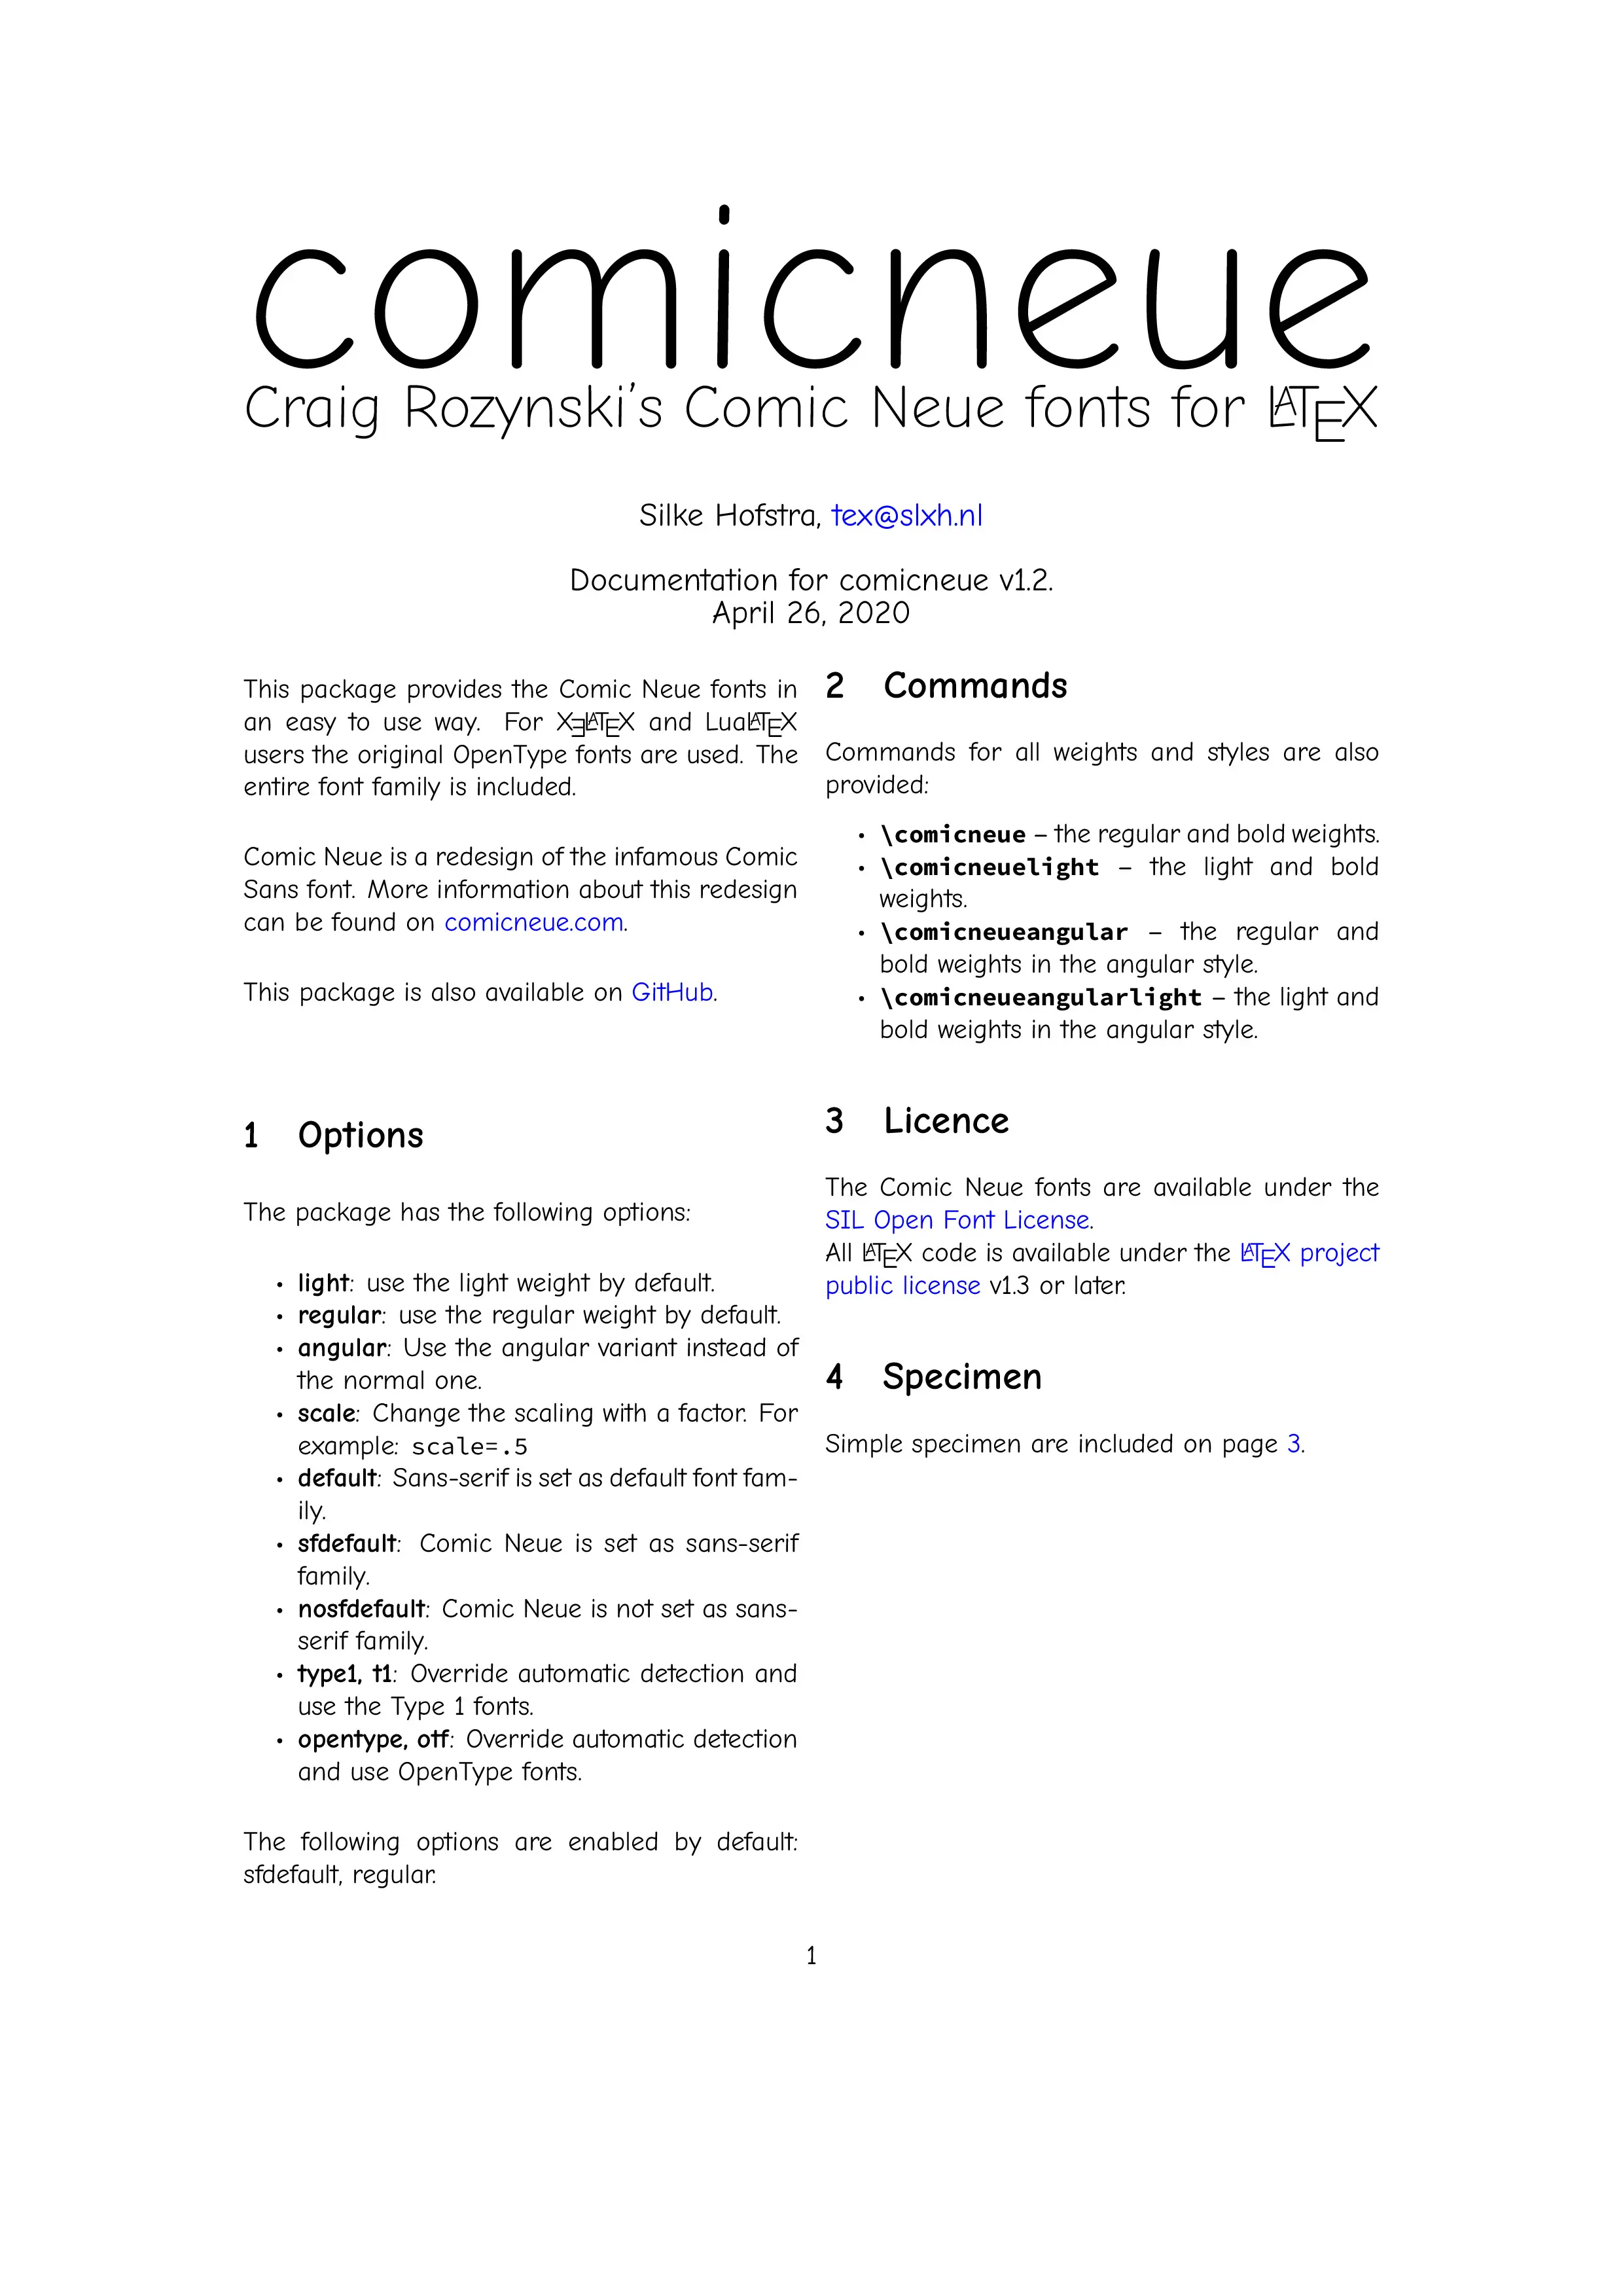 comicneue
Craig Rozynski's Comic Neue fonts for LATEX
Silke Hofstra, tex@slxh.nl
Documentation for comicneue v1.2.
April 26, 2020
This package provides the Comic Neue fonts in
an easy to use way. For XƎLATEX and LuaLATEX
users the original OpenType fonts are used. The
entire font family is included.
Comic Neue is a redesign of the infamous Comic
Sans font. More information about this redesign
can be found on comicneue.com.
This package is also available on GitHub.
1 Options
The package has the following options:
• light: use the light weight by default.
• regular: use the regular weight by default.
• angular: Use the angular variant instead of
the normal one.
• scale: Change the scaling with a factor. For
example: scale=.5
• default: Sans-serif is set as default font fam-
ily.
• sfdefault: Comic Neue is set as sans-serif
family.
• nosfdefault: Comic Neue is not set as sans-
serif family.
• type1, t1: Override automatic detection and
use the Type 1 fonts.
• opentype, otf: Override automatic detection
and use OpenType fonts.
The following options are enabled by default:
sfdefault, regular.
2 Commands
Commands for all weights and styles are also
provided:
• \comicneue – the regular and bold weights.
• \comicneuelight – the light and bold
weights.
• \comicneueangular – the regular and
bold weights in the angular style.
• \comicneueangularlight – the light and
bold weights in the angular style.
3 Licence
The Comic Neue fonts are available under the
SIL Open Font License.
All LATEX code is available under the LATEX project
public license v1.3 or later.
4 Specimen
Simple specimen are included on page 3.
1